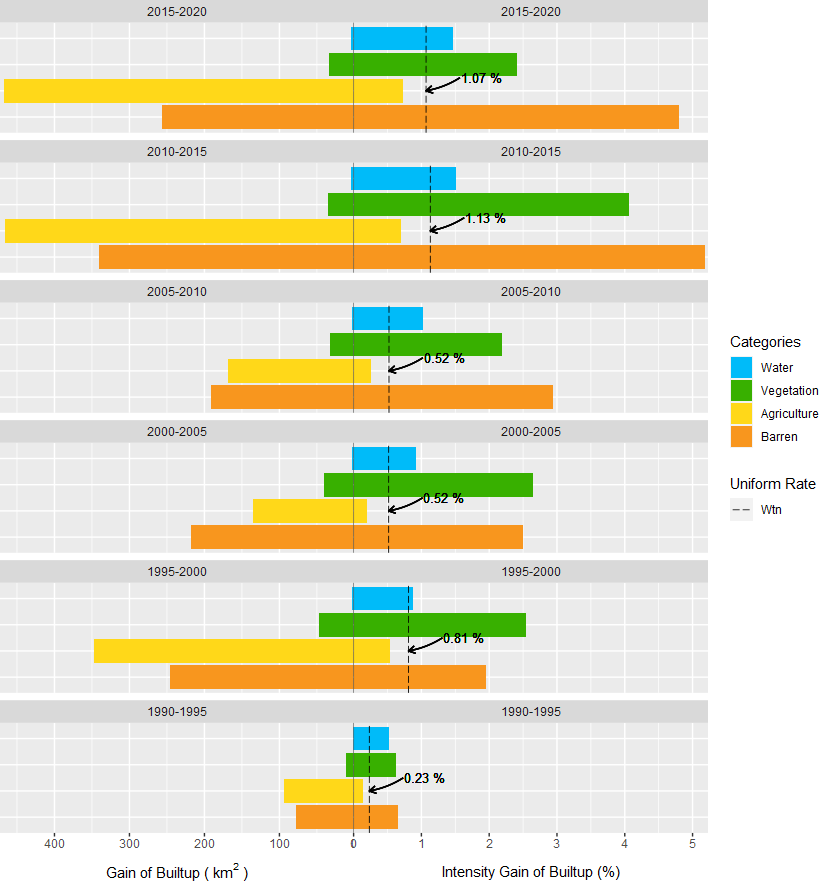 2015-2020 2015-2020
1.07 %
2010-2015 2010-2015
1.13 %
2005-2010 2005-2010
0.52 %
2000-2005 2000-2005
0.52 %
1995-2000 1995-2000
0.81 %
1990-1995 1990-1995
0.23 %
400 300 200 100 0 0 1 2 3 4 5
Gain of Builtup ( km² ) Intensity Gain of Builtup (%)
Categories
Water
Vegetation
Agriculture
Barren
Uniform Rate
Wtn